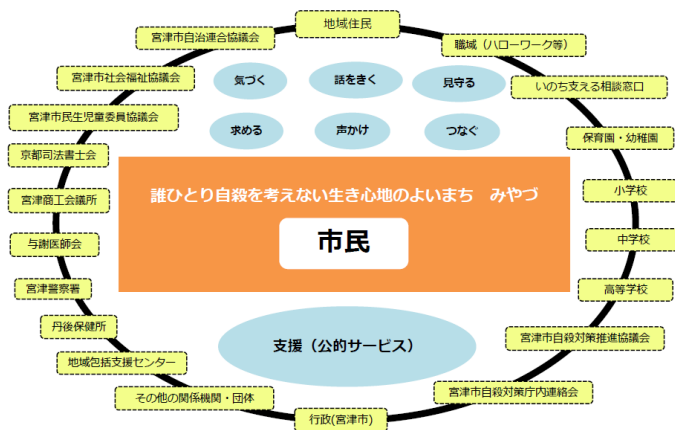 地域住民
宮津市自治連合協議会
職域（ハローワーク等）
宮津市社会福祉協議会
気づく
話をきく
見守る
いのち支える相談窓口
宮津市民生児童委員協議会
求める
声かけ
つなぐ
保育園・幼稚園
京都司法書士会
誰ひとり自殺を考えない生き心地のよいまち　みやづ
小学校
宮津商工会議所
市民
中学校
与謝医師会
宮津警察署
高等学校
丹後保健所
支援（公的サービス）
宮津市自殺対策推進協議会
地域包括支援センター
宮津市自殺対策庁内連絡会
その他の関係機関・団体
行政(宮津市)